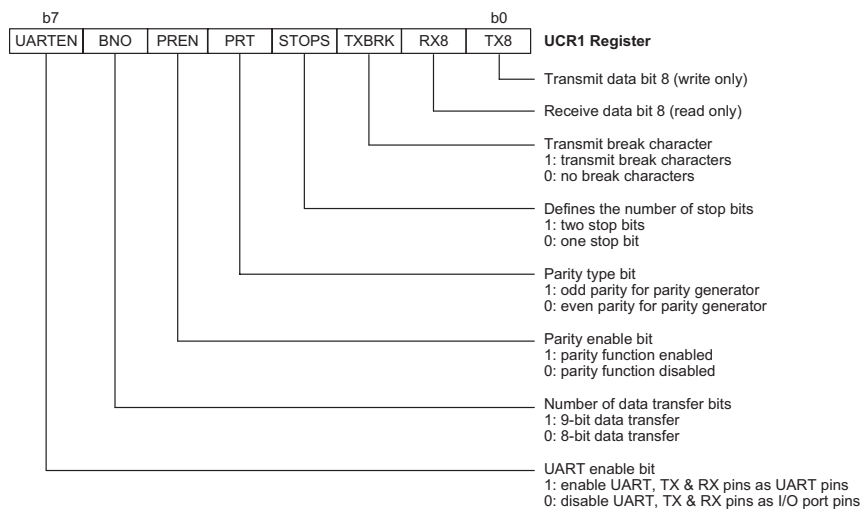 b7 b0
UARTEN BNO PREN PRT STOPS TXBRK RX8 TX8 UCR1 Register
Transmit data bit 8 (write only)
Receive data bit 8 (read only)
Transmit break character
1: transmit break characters
0: no break characters
Defines the number of stop bits
1: two stop bits
0: one stop bit
Parity type bit
1: odd parity for parity generator
0: even parity for parity generator
Parity enable bit
1: parity function enabled
0: parity function disabled
Number of data transfer bits
1: 9-bit data transfer
0: 8-bit data transfer
UART enable bit
1: enable UART, TX & RX pins as UART pins
0: disable UART, TX & RX pins as I/O port pins